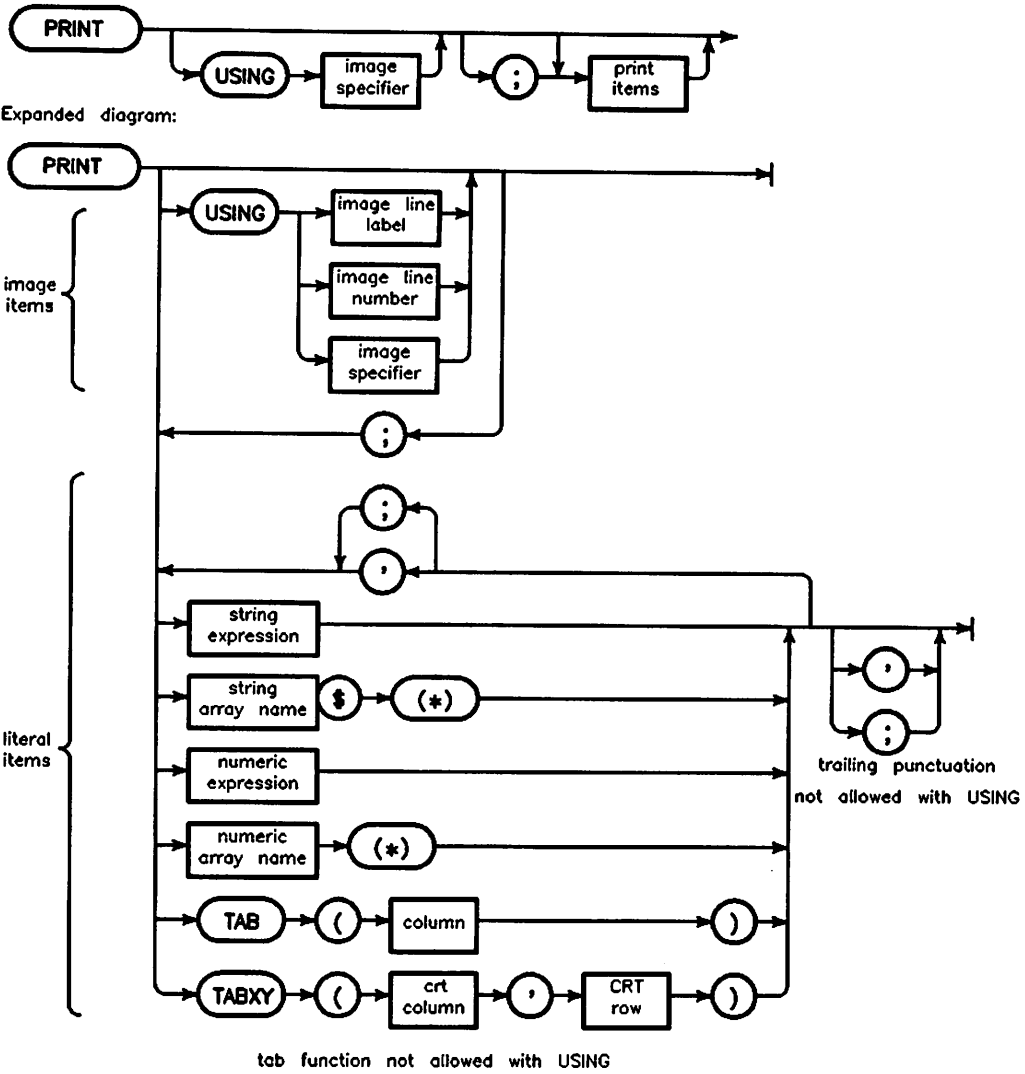 PRINT
USING
image
specifier
;
print
items
Expanded diagram:
PRINT
USING
image line
label
image
items
image line
number
image
specifier
;
;
,
string
expression
,
string
array name
$
(*)
;
literal
items
trailing punctuation
not allowed with USING
numeric
expression
numeric
array name
(*)
TAB
(
column
)
TABXY
(
crt
column
,
CRT
row
)
tab function not allowed with USING